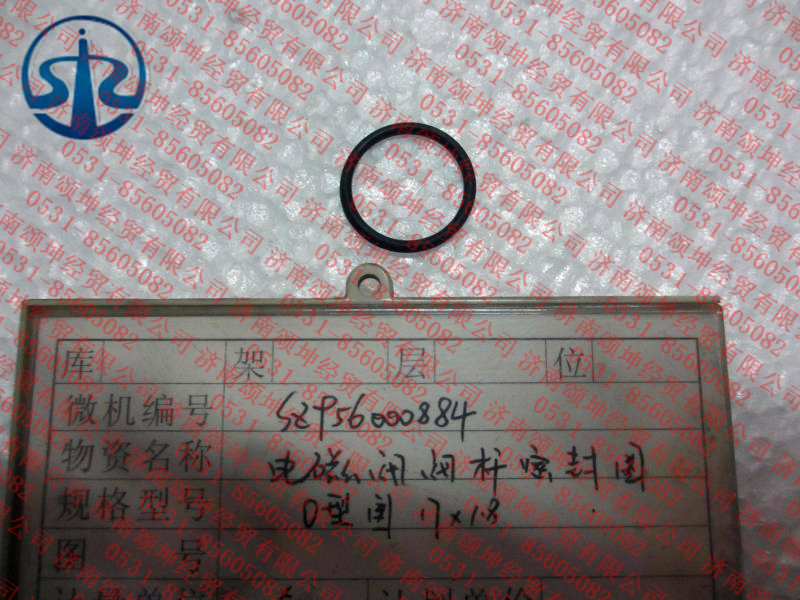 济南颂坤经贸有限公司 0531-85605082
库 架 层 位
微机编号 SZ956000884
物资名称 电磁阀阀杆密封圈
规格型号 O型圈 17×1.8
图 号